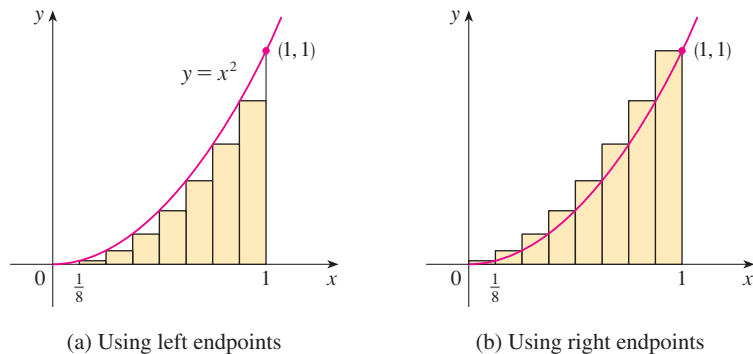 y
(1, 1)
y = x²
0
1/8
1
x
(a) Using left endpoints
y
(1, 1)
0
1/8
1
x
(b) Using right endpoints